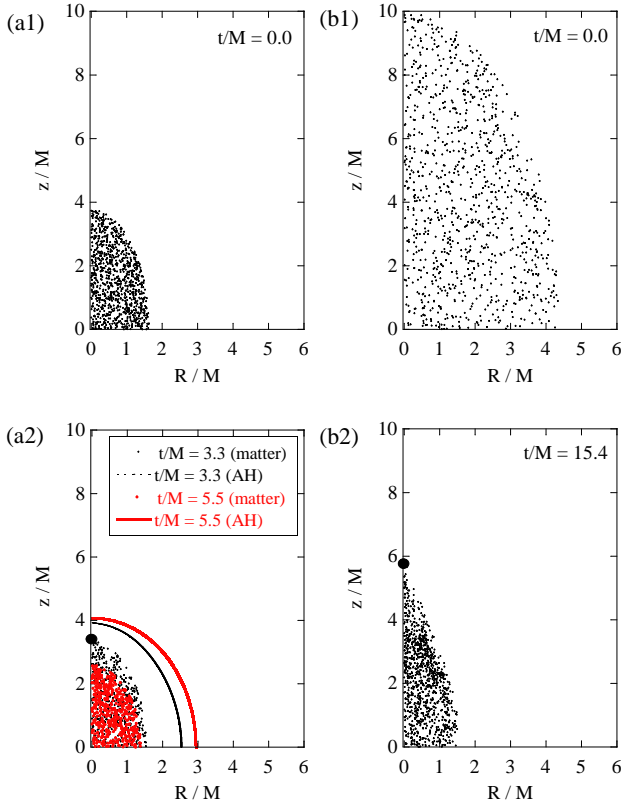 (a1)
t/M = 0.0
10
8
6
4
2
0
z / M
0 1 2 3 4 5 6
R / M
(b1)
t/M = 0.0
10
8
6
4
2
0
z / M
0 1 2 3 4 5 6
R / M
(a2)
10
8
6
4
2
0
z / M
t/M = 3.3 (matter)
t/M = 3.3 (AH)
t/M = 5.5 (matter)
t/M = 5.5 (AH)
0 1 2 3 4 5 6
R / M
(b2)
t/M = 15.4
10
8
6
4
2
0
z / M
0 1 2 3 4 5 6
R / M